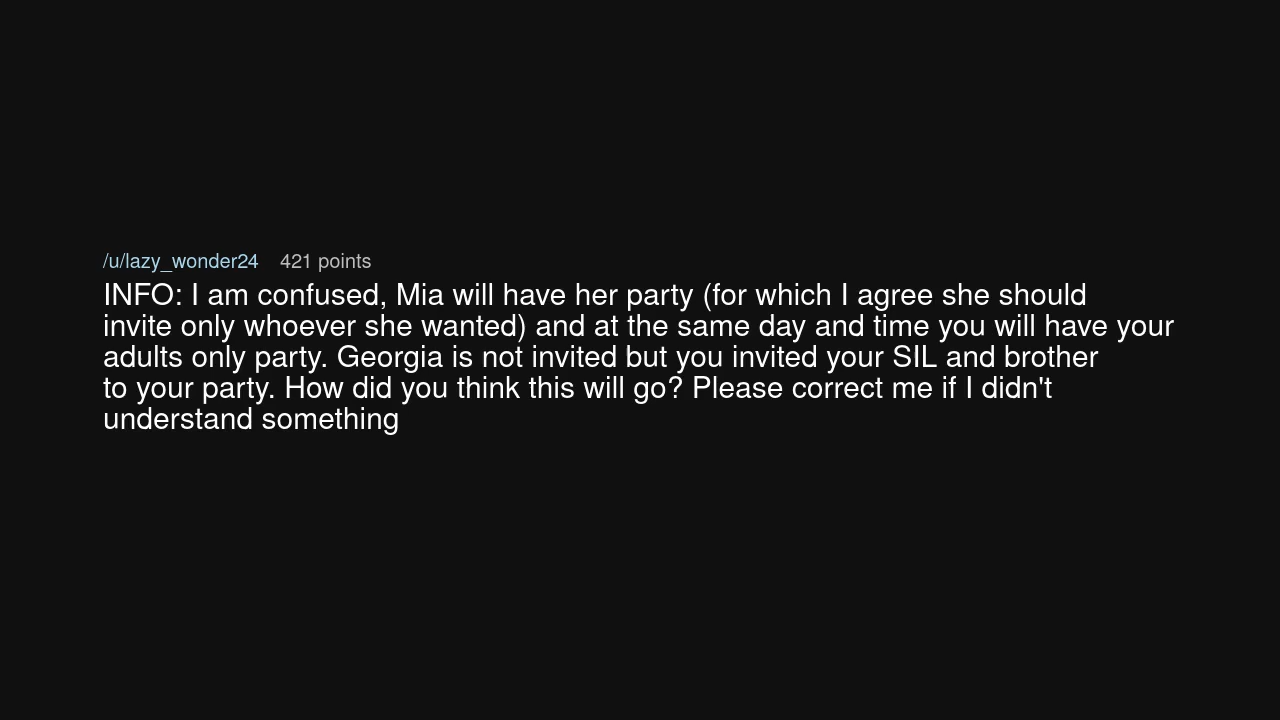 /u/lazy_wonder24 421 points
INFO: I am confused, Mia will have her party (for which I agree she should
invite only whoever she wanted) and at the same day and time you will have your
adults only party. Georgia is not invited but you invited your SIL and brother
to your party. How did you think this will go? Please correct me if I didn't
understand something